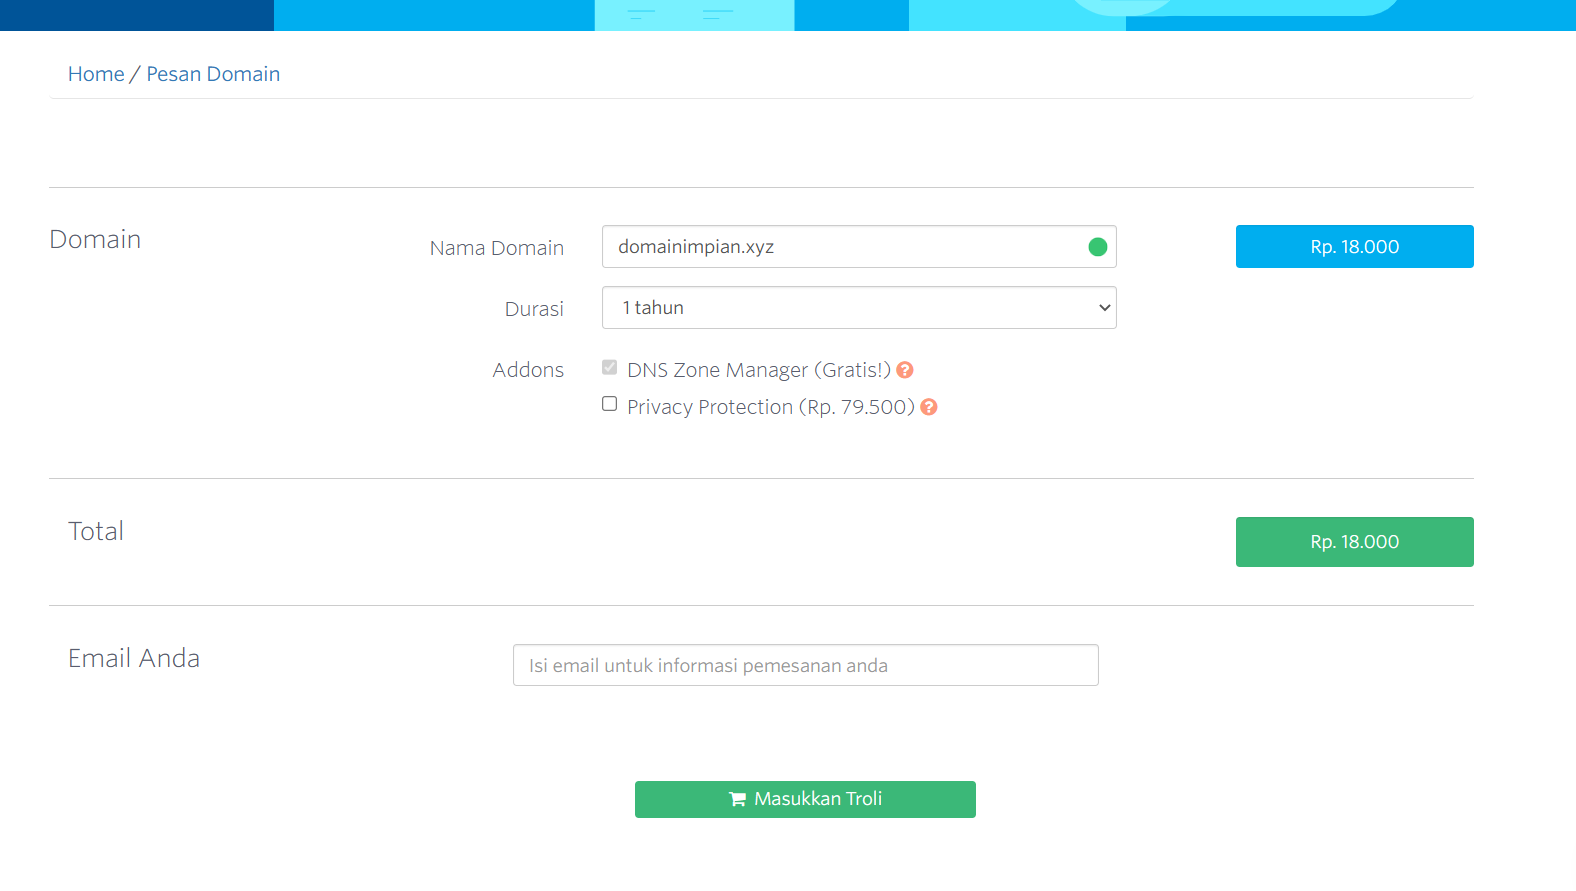 Home / Pesan Domain
Domain
Nama Domain
domainimpian.xyz
Rp. 18.000
Durasi
1 tahun
Addons
DNS Zone Manager (Gratis!)
Privacy Protection (Rp. 79.500)
Total
Rp. 18.000
Email Anda
Isi email untuk informasi pemesanan anda
Masukkan Troli